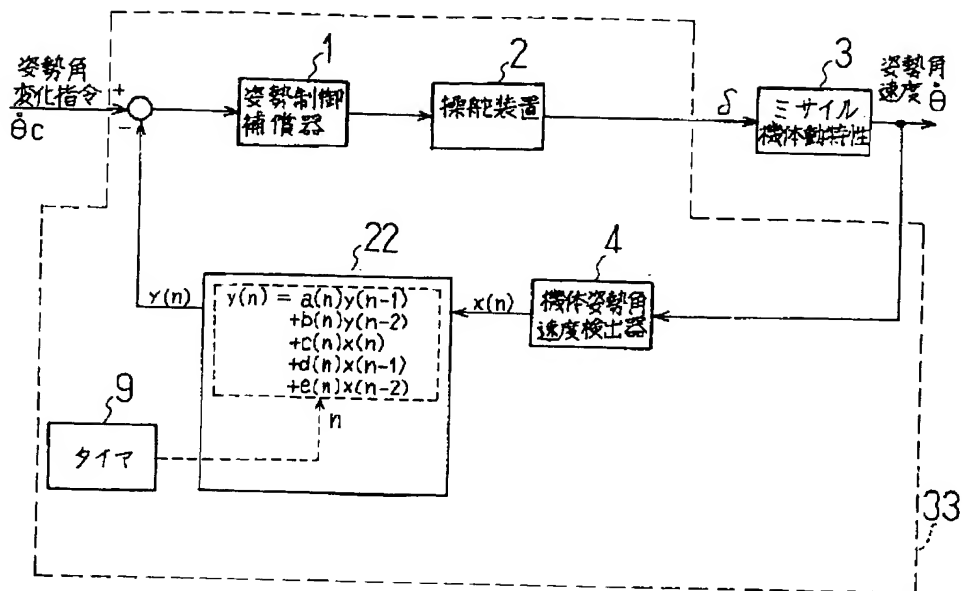 姿勢角
変化指令
θ̇c
+
-
1
姿勢制御
補償器
2
操舵装置
δ
3
ミサイル
機体動特性
姿勢角
速度 θ̇
4
機体姿勢角
速度検出器
x(n)
22
y(n) = a(n)y(n-1)
+b(n)y(n-2)
+c(n)x(n)
+d(n)x(n-1)
+e(n)x(n-2)
n
y(n)
9
タイマ
33